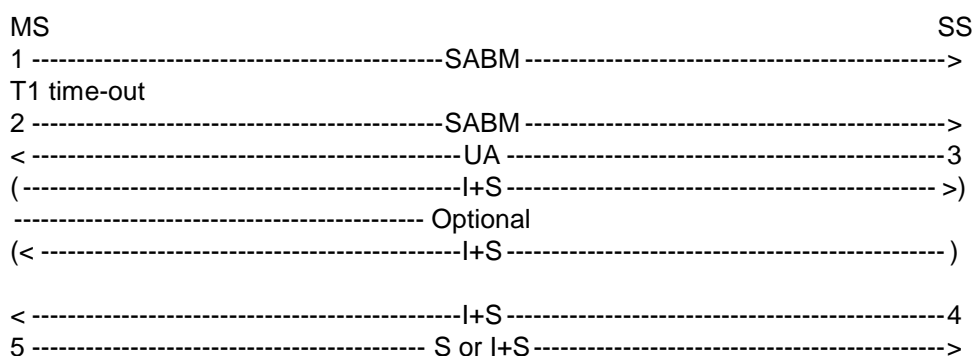 MS SS
1 ----------------------------------------------SABM ----------------------------------------------->
T1 time-out
2 ----------------------------------------------SABM ----------------------------------------------->
< ------------------------------------------------UA -------------------------------------------------3
( -------------------------------------------------I+S ------------------------------------------------ >)
---------------------------------------------- Optional
(< -----------------------------------------------I+S ------------------------------------------------- )
< ------------------------------------------------I+S -------------------------------------------------4
5 -------------------------------------------- S or I+S---------------------------------------------->